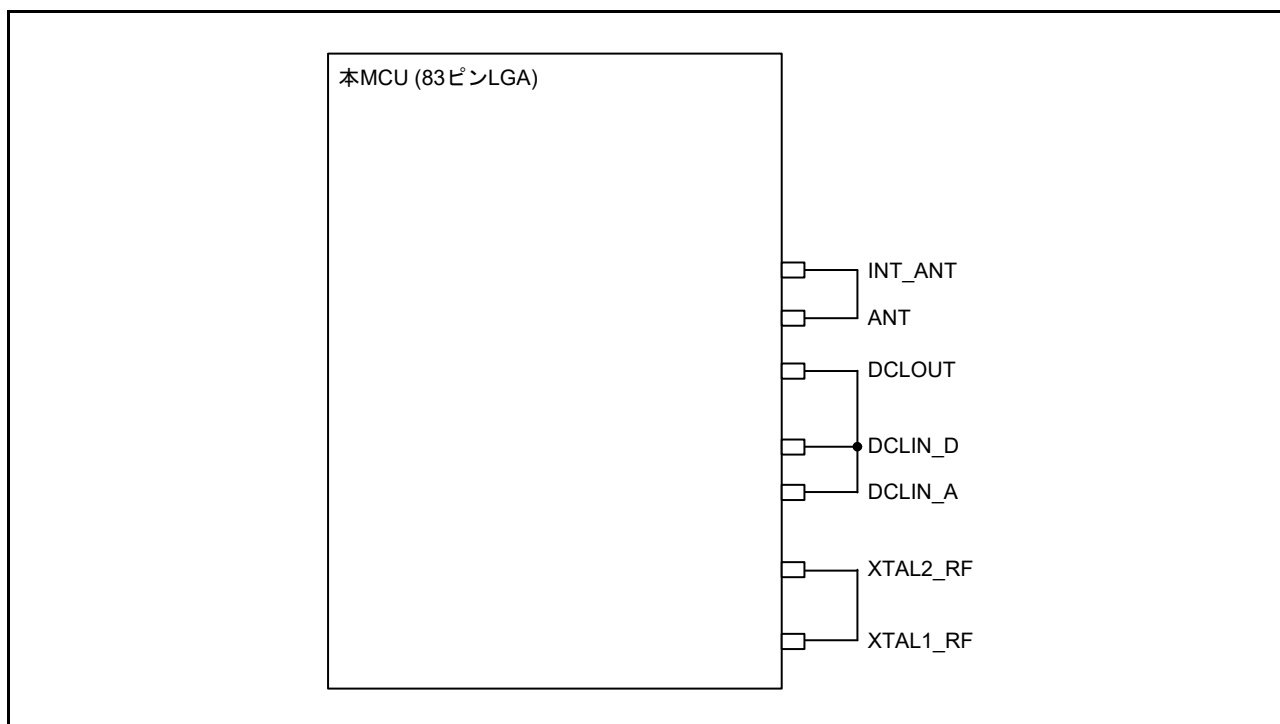 本MCU (83ピンLGA)
INT_ANT
ANT
DCLOUT
DCLIN_D
DCLIN_A
XTAL2_RF
XTAL1_RF